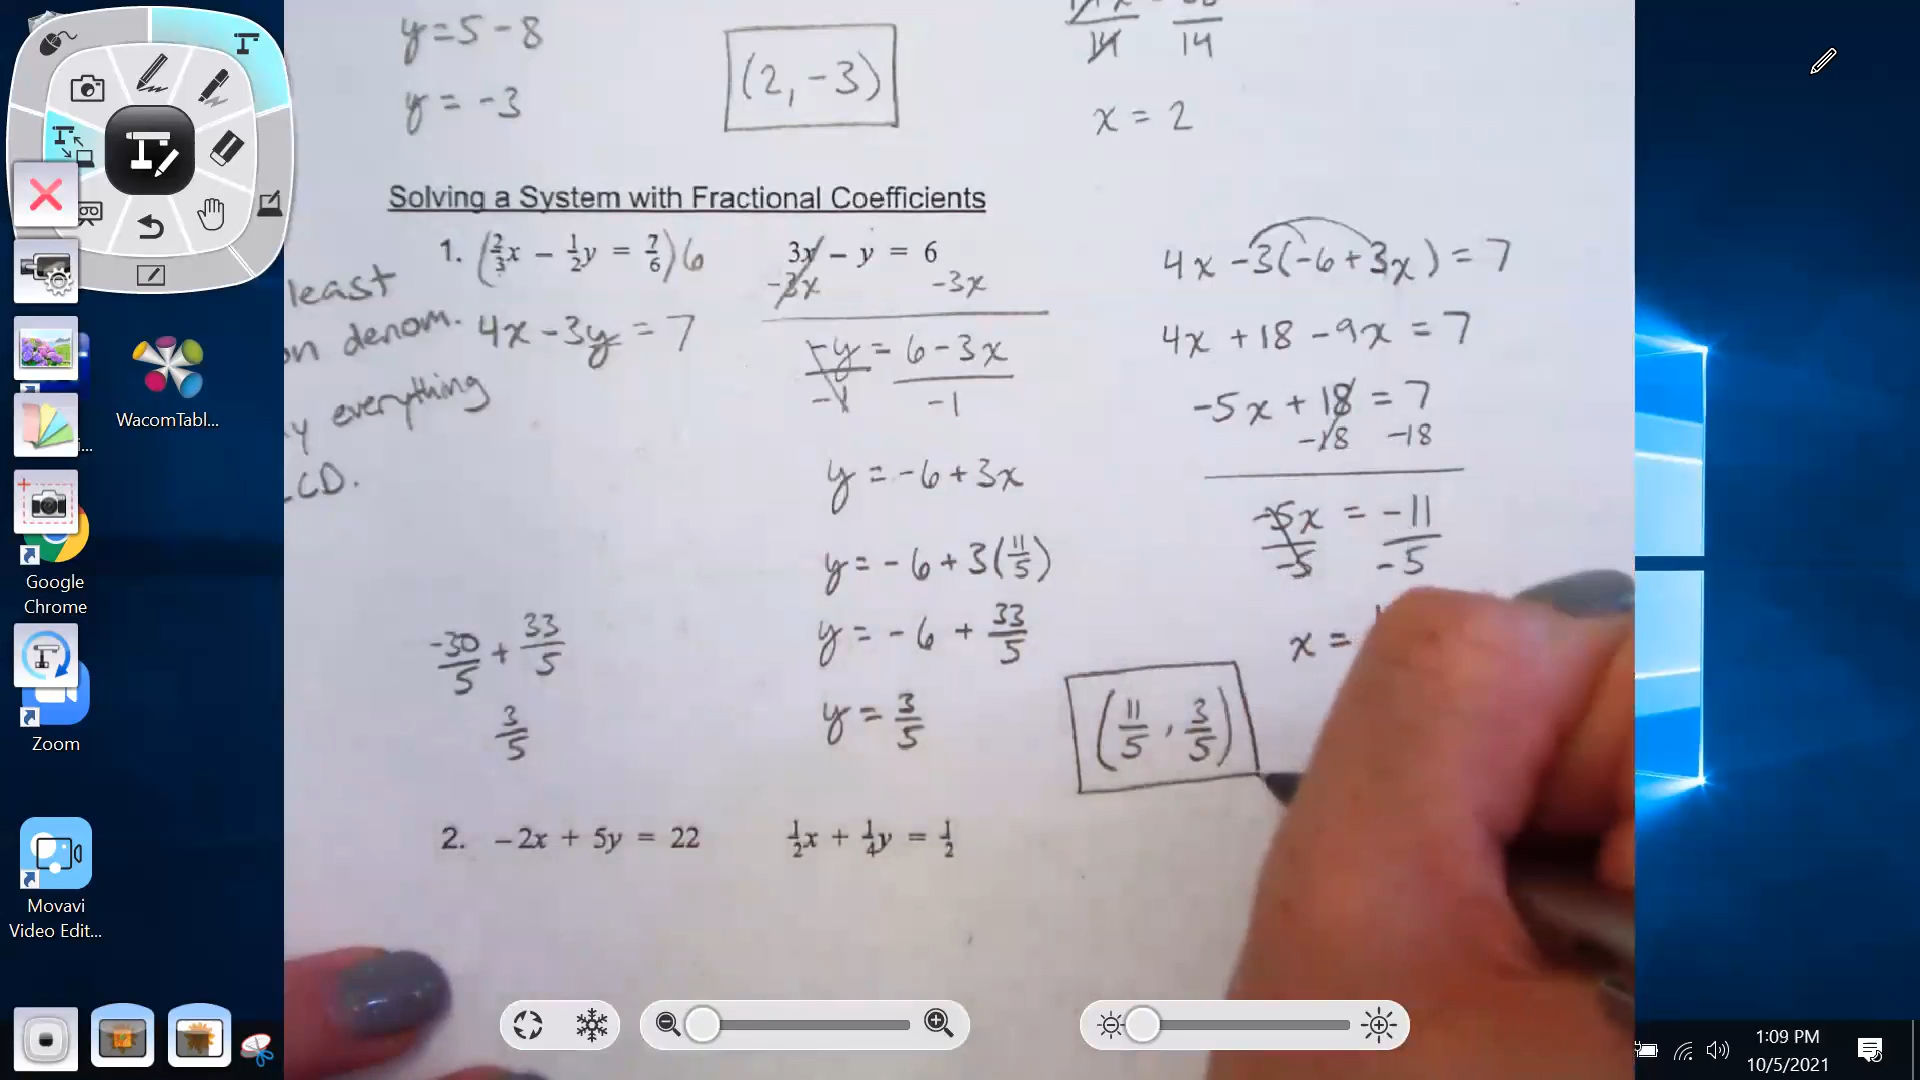 y = 5 - 8
y = -3
(2, -3)
14
14
x = 2
Solving a System with Fractional Coefficients
1. (2/3x - 1/2y = 7/6)6
3x - y = 6
-3x -3x
least
denom.
4x - 3y = 7
everything
LCD.
-y = 6 - 3x
-1 -1
y = -6 + 3x
y = -6 + 3(11/5)
y = -6 + 33/5
y = 3/5
-30/5 + 33/5
3/5
4x - 3(-6 + 3x) = 7
4x + 18 - 9x = 7
-5x + 18 = 7
-18 -18
-5x = -11
-5 -5
x =
(11/5, 3/5)
2. -2x + 5y = 22
1/2x + 1/4y = 1/2
WacomTabl...
Google
Chrome
Zoom
Movavi
Video Edit...
1:09 PM
10/5/2021